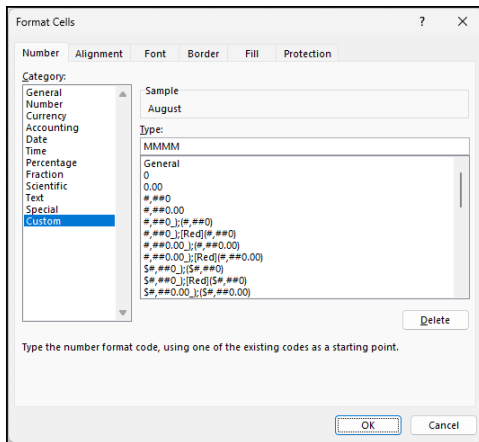 Format Cells
?
Number Alignment Font Border Fill Protection
Category:
General
Number
Currency
Accounting
Date
Time
Percentage
Fraction
Scientific
Text
Special
Custom
Sample
August
Type:
MMMM
General
0
0.00
#,##0
#,##0.00
#,##0_);(#,##0)
#,##0_);[Red](#,##0)
#,##0.00_);(#,##0.00)
#,##0.00_);[Red](#,##0.00)
$#,##0_);($#,##0)
$#,##0_);[Red]($#,##0)
$#,##0.00_);($#,##0.00)
Delete
Type the number format code, using one of the existing codes as a starting point.
OK Cancel